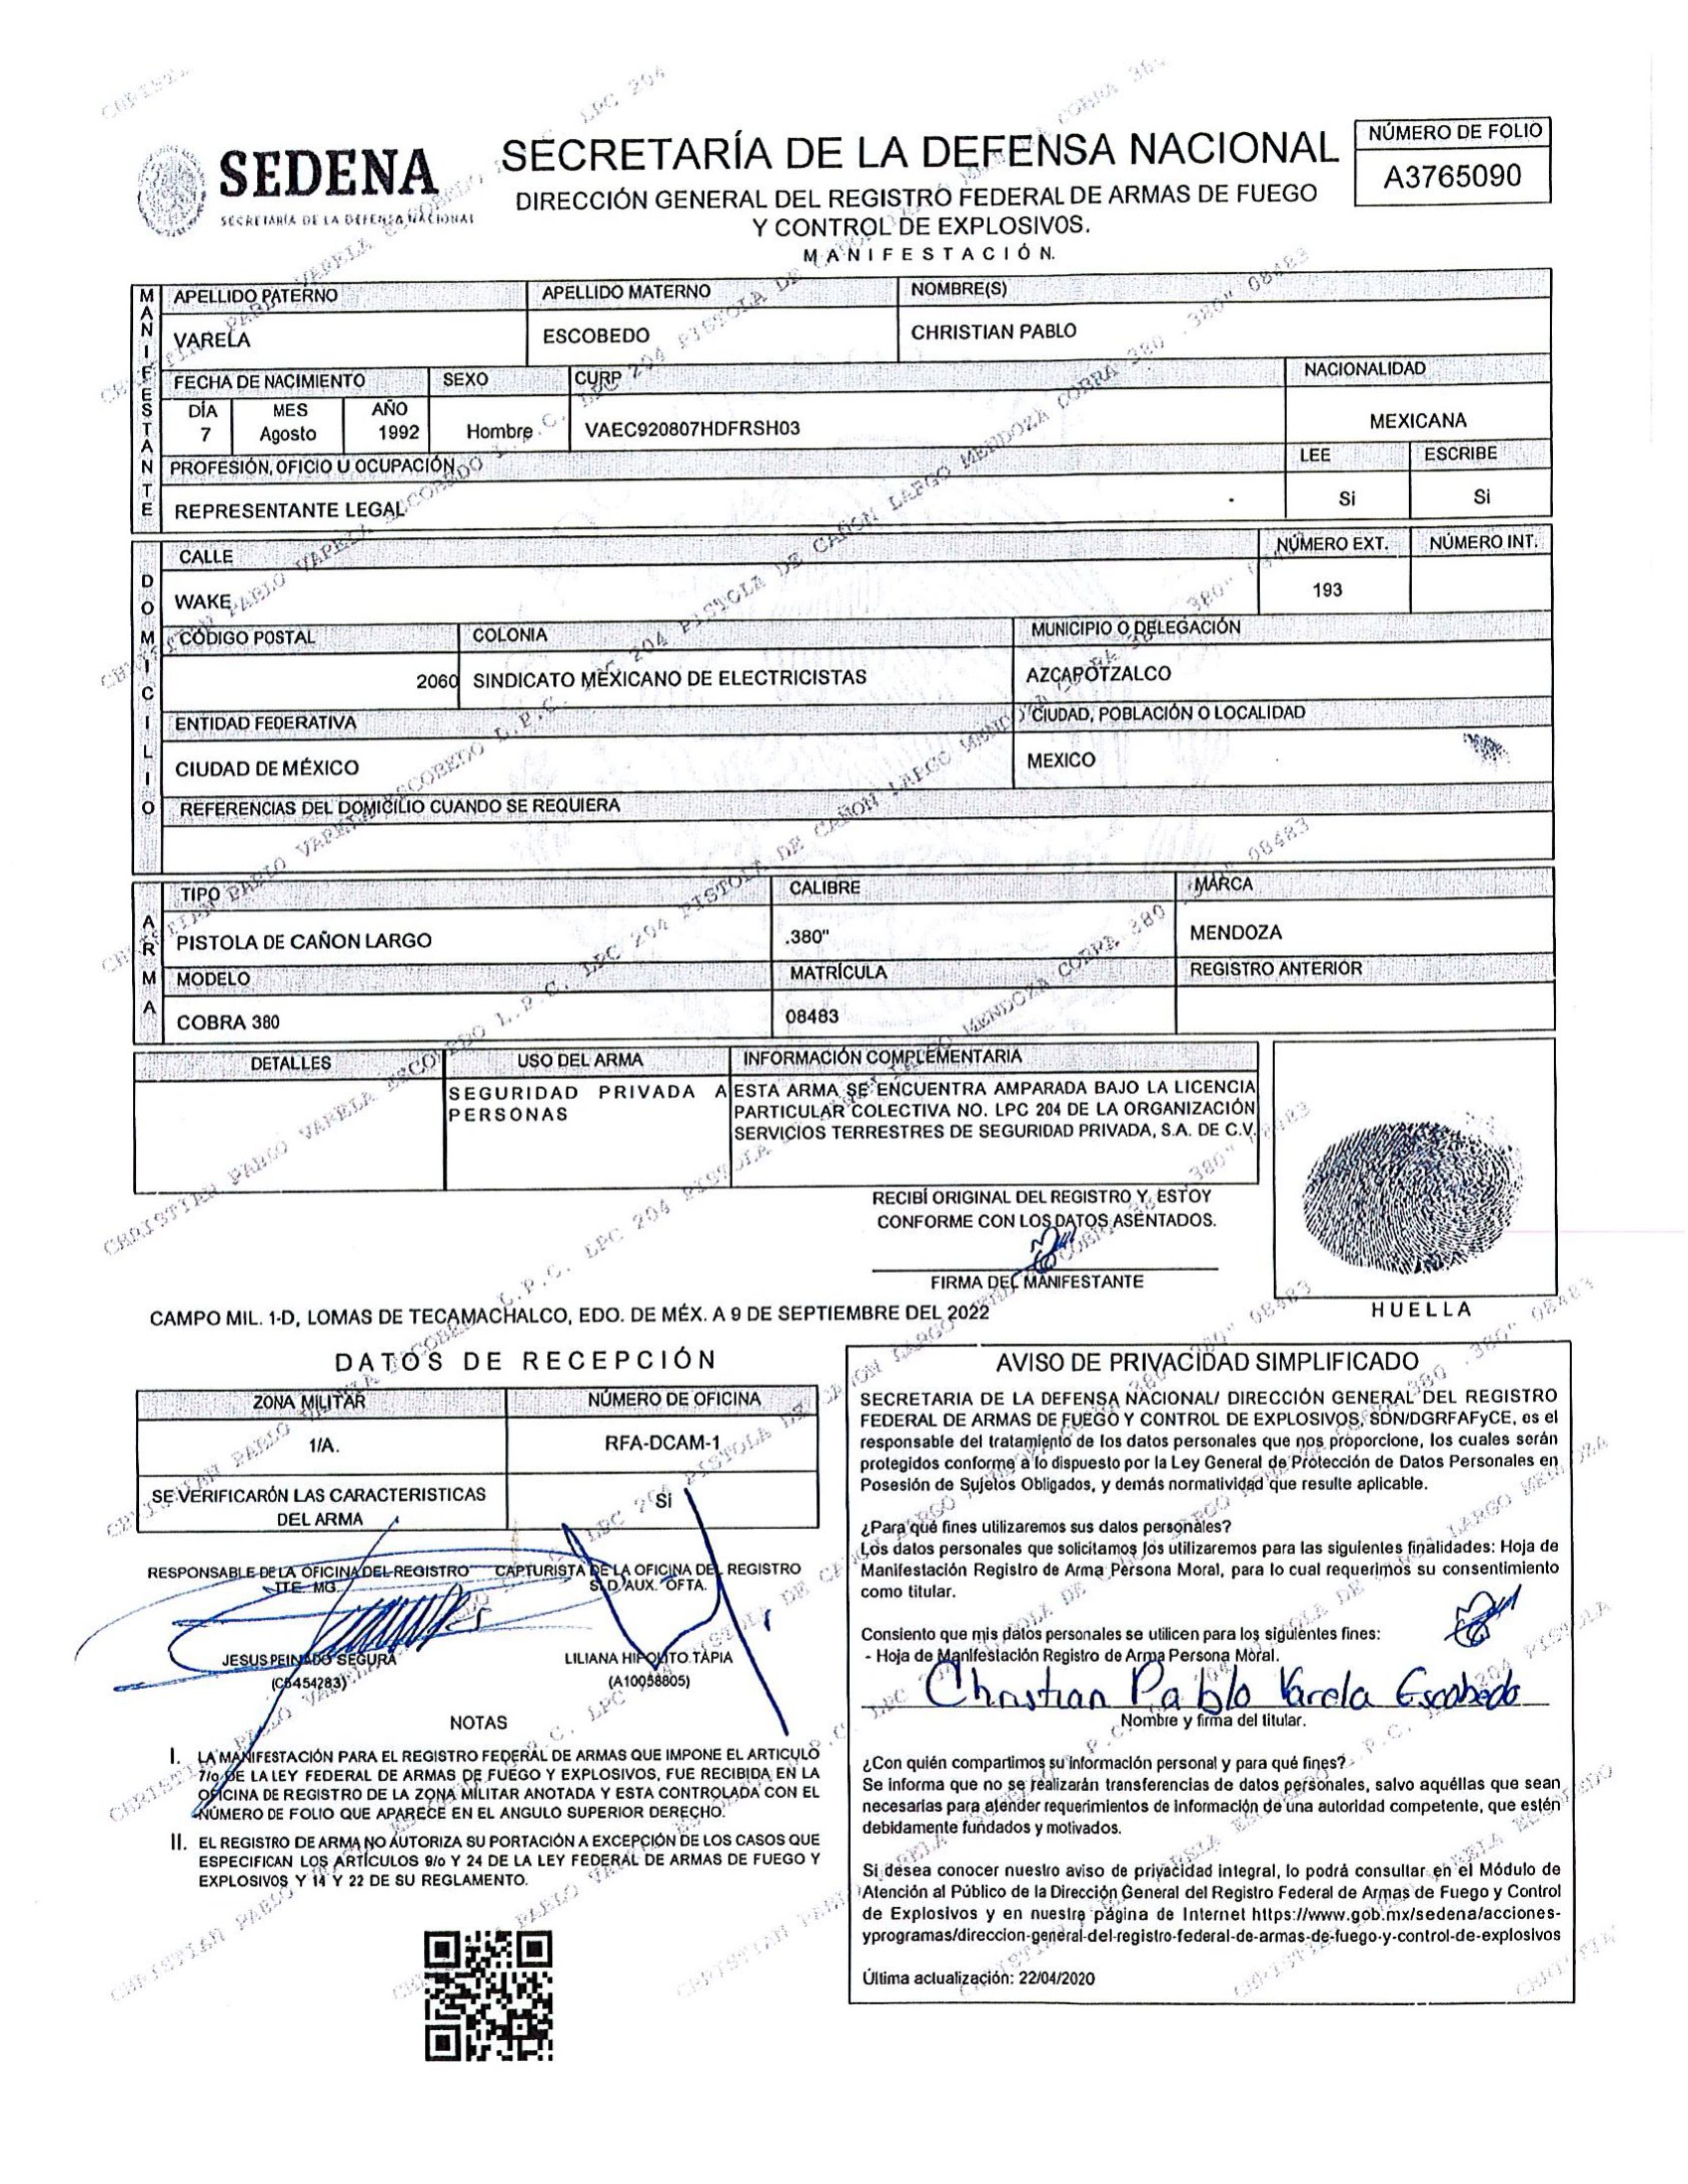 SEDENA
SECRETARÍA DE LA DEFENSA NACIONAL
SECRETARÍA DE LA DEFENSA NACIONAL
DIRECCIÓN GENERAL DEL REGISTRO FEDERAL DE ARMAS DE FUEGO
Y CONTROL DE EXPLOSIVOS.
MANIFESTACIÓN.
NÚMERO DE FOLIO
A3765090
MANIFESTANTE
APELLIDO PATERNO APELLIDO MATERNO NOMBRE(S)
VARELA ESCOBEDO CHRISTIAN PABLO
FECHA DE NACIMIENTO SEXO CURP NACIONALIDAD
DÍA MES AÑO
7 Agosto 1992 Hombre VAEC920807HDFRSH03 MEXICANA
PROFESIÓN, OFICIO U OCUPACIÓN LEE ESCRIBE
REPRESENTANTE LEGAL Si Si
DOMICILIO
CALLE NÚMERO EXT. NÚMERO INT.
WAKE 193
CÓDIGO POSTAL COLONIA MUNICIPIO O DELEGACIÓN
2060 SINDICATO MEXICANO DE ELECTRICISTAS AZCAPOTZALCO
ENTIDAD FEDERATIVA CIUDAD, POBLACIÓN O LOCALIDAD
CIUDAD DE MÉXICO MEXICO
REFERENCIAS DEL DOMICILIO CUANDO SE REQUIERA
ARMA
TIPO CALIBRE MARCA
PISTOLA DE CAÑON LARGO .380" MENDOZA
MODELO MATRÍCULA REGISTRO ANTERIOR
COBRA 380 08483
DETALLES USO DEL ARMA INFORMACIÓN COMPLEMENTARIA
SEGURIDAD PRIVADA A PERSONAS
ESTA ARMA SE ENCUENTRA AMPARADA BAJO LA LICENCIA
PARTICULAR COLECTIVA NO. LPC 204 DE LA ORGANIZACIÓN
SERVICIOS TERRESTRES DE SEGURIDAD PRIVADA, S.A. DE C.V.
RECIBÍ ORIGINAL DEL REGISTRO Y ESTOY
CONFORME CON LOS DATOS ASENTADOS.
FIRMA DEL MANIFESTANTE
HUELLA
CAMPO MIL. 1-D, LOMAS DE TECAMACHALCO, EDO. DE MÉX. A 9 DE SEPTIEMBRE DEL 2022
DATOS DE RECEPCIÓN
ZONA MILITAR NÚMERO DE OFICINA
1/A. RFA-DCAM-1
SE VERIFICARÓN LAS CARACTERISTICAS
DEL ARMA
Si
RESPONSABLE DE LA OFICINA DEL REGISTRO
TTE. MG.
JESUS PEINADO SEGURA
(C5454283)
CAPTURISTA DE LA OFICINA DEL REGISTRO
S.D. AUX. OFTA.
LILIANA HIPOLITO TAPIA
(A10058805)
NOTAS
I. LA MANIFESTACIÓN PARA EL REGISTRO FEDERAL DE ARMAS QUE IMPONE EL ARTICULO
7/o DE LA LEY FEDERAL DE ARMAS DE FUEGO Y EXPLOSIVOS, FUE RECIBIDA EN LA
OFICINA DE REGISTRO DE LA ZONA MILITAR ANOTADA Y ESTA CONTROLADA CON EL
NÚMERO DE FOLIO QUE APARECE EN EL ANGULO SUPERIOR DERECHO.
II. EL REGISTRO DE ARMA NO AUTORIZA SU PORTACIÓN A EXCEPCIÓN DE LOS CASOS QUE
ESPECIFICAN LOS ARTÍCULOS 9/o Y 24 DE LA LEY FEDERAL DE ARMAS DE FUEGO Y
EXPLOSIVOS Y 14 Y 22 DE SU REGLAMENTO.
AVISO DE PRIVACIDAD SIMPLIFICADO
SECRETARIA DE LA DEFENSA NACIONAL/ DIRECCIÓN GENERAL DEL REGISTRO
FEDERAL DE ARMAS DE FUEGO Y CONTROL DE EXPLOSIVOS, SDN/DGRFAFyCE, es el
responsable del tratamiento de los datos personales que nos proporcione, los cuales serán
protegidos conforme a lo dispuesto por la Ley General de Protección de Datos Personales en
Posesión de Sujetos Obligados, y demás normatividad que resulte aplicable.
¿Para qué fines utilizaremos sus datos personales?
Los datos personales que solicitamos los utilizaremos para las siguientes finalidades: Hoja de
Manifestación Registro de Arma Persona Moral, para lo cual requerimos su consentimiento
como titular.
Consiento que mis datos personales se utilicen para los siguientes fines:
- Hoja de Manifestación Registro de Arma Persona Moral.
Christian Pablo Varela Escobedo
Nombre y firma del titular.
¿Con quién compartimos su información personal y para qué fines?
Se informa que no se realizarán transferencias de datos personales, salvo aquéllas que sean
necesarias para atender requerimientos de información de una autoridad competente, que estén
debidamente fundados y motivados.
Si desea conocer nuestro aviso de privacidad integral, lo podrá consultar en el Módulo de
Atención al Público de la Dirección General del Registro Federal de Armas de Fuego y Control
de Explosivos y en nuestra página de Internet https://www.gob.mx/sedena/acciones-
yprogramas/direccion-general-del-registro-federal-de-armas-de-fuego-y-control-de-explosivos
Última actualización: 22/04/2020